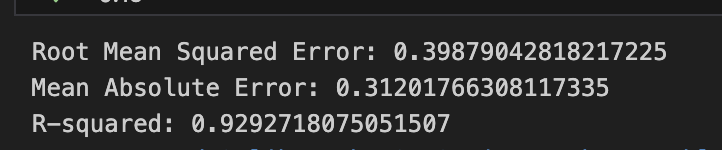 Root Mean Squared Error: 0.39879042818217225
Mean Absolute Error: 0.31201766308117335
R-squared: 0.9292718075051507